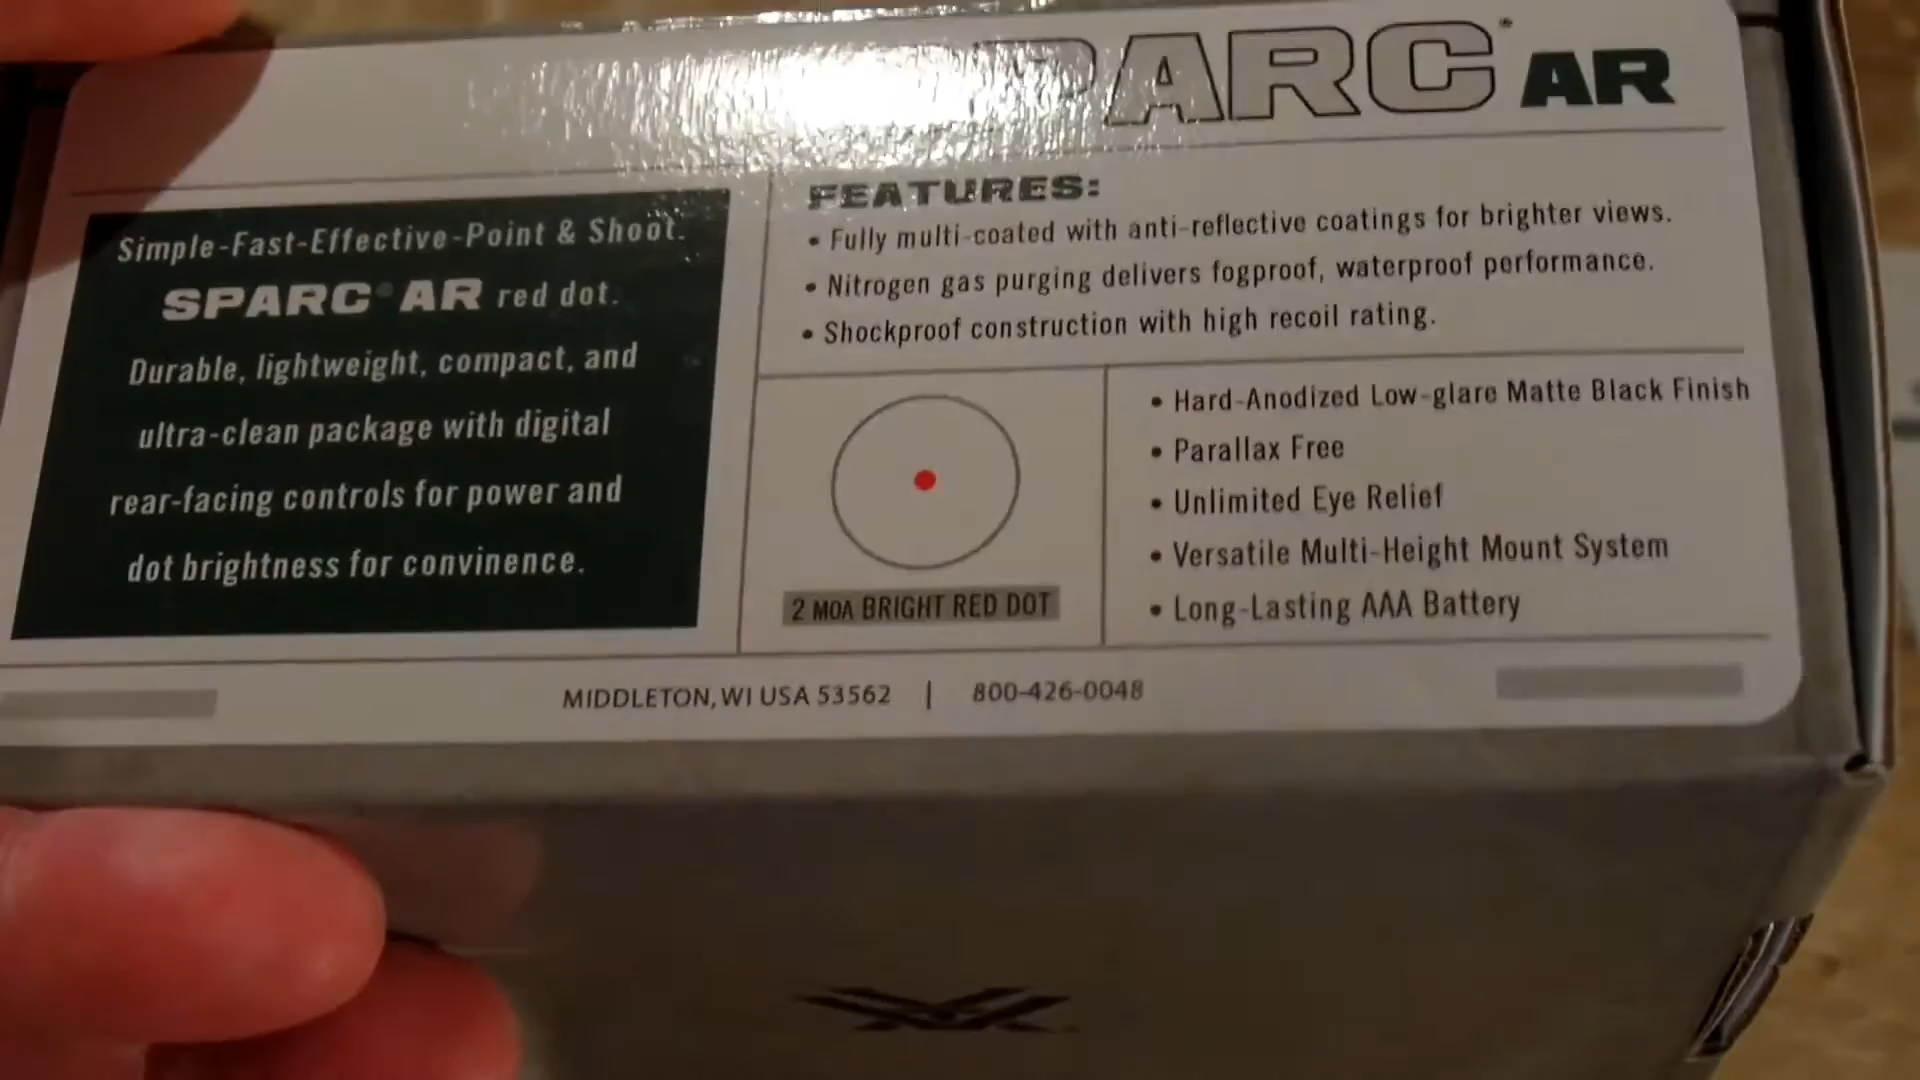 SPARC® AR
Simple-Fast-Effective-Point & Shoot.
SPARC® AR red dot.
Durable, lightweight, compact, and
ultra-clean package with digital
rear-facing controls for power and
dot brightness for convinence.
FEATURES:
• Fully multi-coated with anti-reflective coatings for brighter views.
• Nitrogen gas purging delivers fogproof, waterproof performance.
• Shockproof construction with high recoil rating.
2 MOA BRIGHT RED DOT
• Hard-Anodized Low-glare Matte Black Finish
• Parallax Free
• Unlimited Eye Relief
• Versatile Multi-Height Mount System
• Long-Lasting AAA Battery
MIDDLETON, WI USA 53562 | 800-426-0048